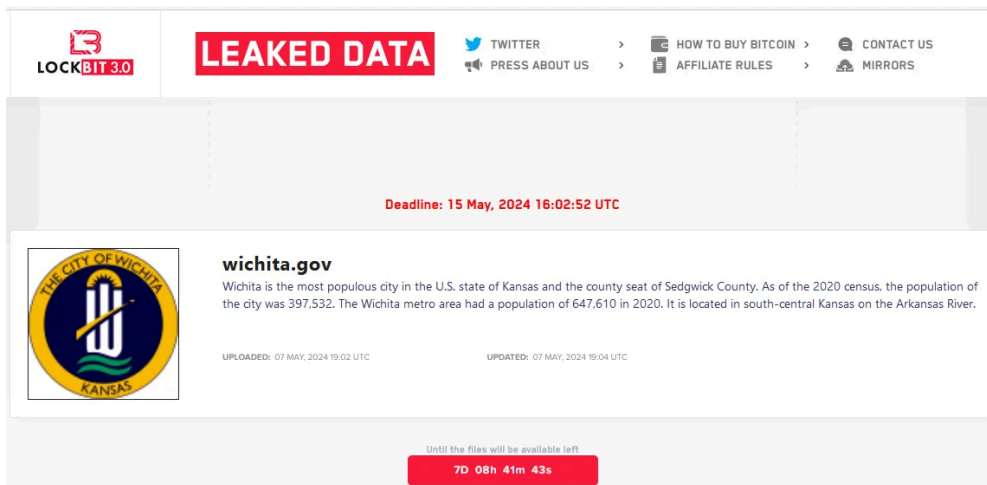 LOCKBIT 3.0
LEAKED DATA
TWITTER >
PRESS ABOUT US >
HOW TO BUY BITCOIN >
AFFILIATE RULES >
CONTACT US
MIRRORS
Deadline: 15 May, 2024 16:02:52 UTC
THE CITY OF WICHITA
KANSAS
wichita.gov
Wichita is the most populous city in the U.S. state of Kansas and the county seat of Sedgwick County. As of the 2020 census, the population of
the city was 397,532. The Wichita metro area had a population of 647,610 in 2020. It is located in south-central Kansas on the Arkansas River.
UPLOADED: 07 MAY, 2024 19:02 UTC
UPDATED: 07 MAY, 2024 19:04 UTC
Until the files will be available left
7D 08h 41m 43s